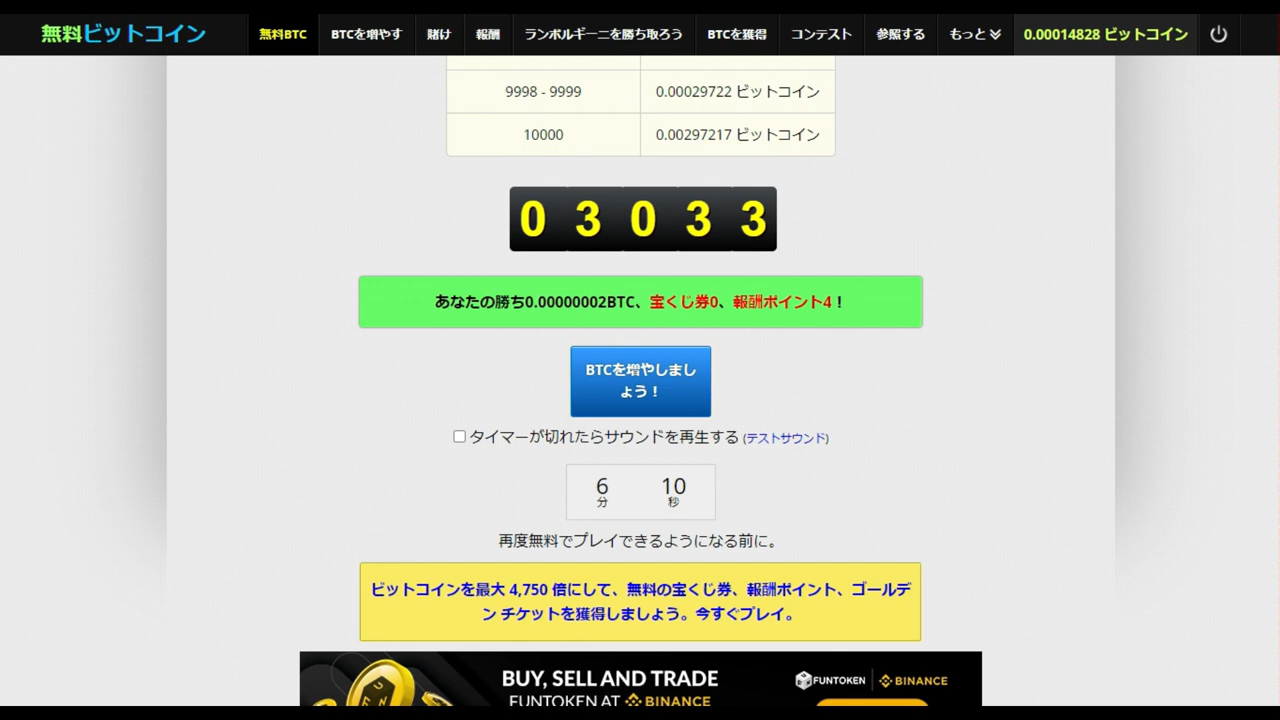 無料ビットコイン
無料BTC
BTCを増やす
賭け
報酬
ランボルギーニを勝ち取ろう
BTCを獲得
コンテスト
参照する
もっと
0.00014828 ビットコイン
9998 - 9999
0.00029722 ビットコイン
10000
0.00297217 ビットコイン
0 3 0 3 3
あなたの勝ち0.00000002BTC、宝くじ券0、報酬ポイント4！
BTCを増やしまし
ょう！
タイマーが切れたらサウンドを再生する (テストサウンド)
6
分
10
秒
再度無料でプレイできるようになる前に。
ビットコインを最大 4,750 倍にして、無料の宝くじ券、報酬ポイント、ゴールデ
ン チケットを獲得しましょう。今すぐプレイ。
BUY, SELL AND TRADE
FUNTOKEN AT BINANCE
FUNTOKEN
BINANCE